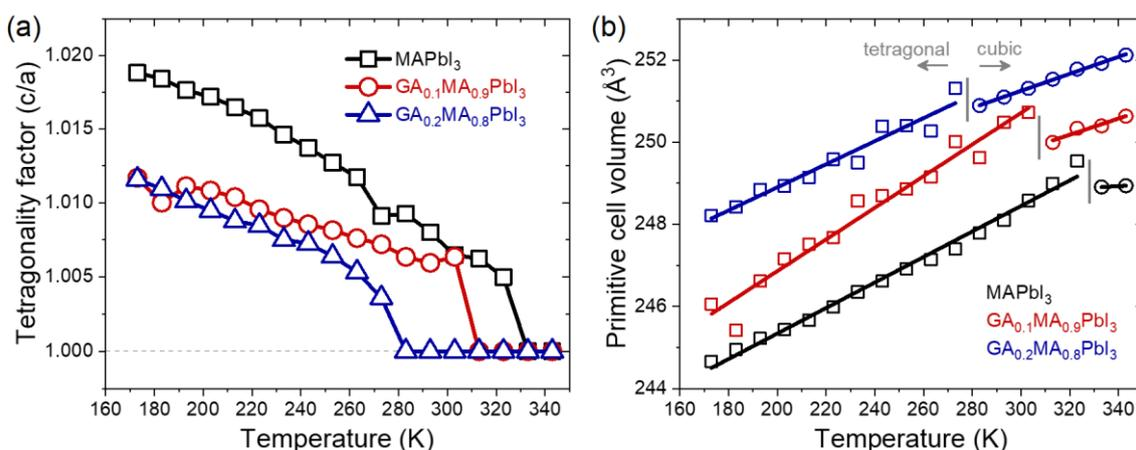 (a)
Tetragonality factor (c/a)
1.020
1.015
1.010
1.005
1.000
MAPbI₃
GA₀.₁MA₀.₉PbI₃
GA₀.₂MA₀.₈PbI₃
160 180 200 220 240 260 280 300 320 340
Temperature (K)
(b)
Primitive cell volume (Å³)
252
250
248
246
244
tetragonal cubic
MAPbI₃
GA₀.₁MA₀.₉PbI₃
GA₀.₂MA₀.₈PbI₃
160 180 200 220 240 260 280 300 320 340
Temperature (K)